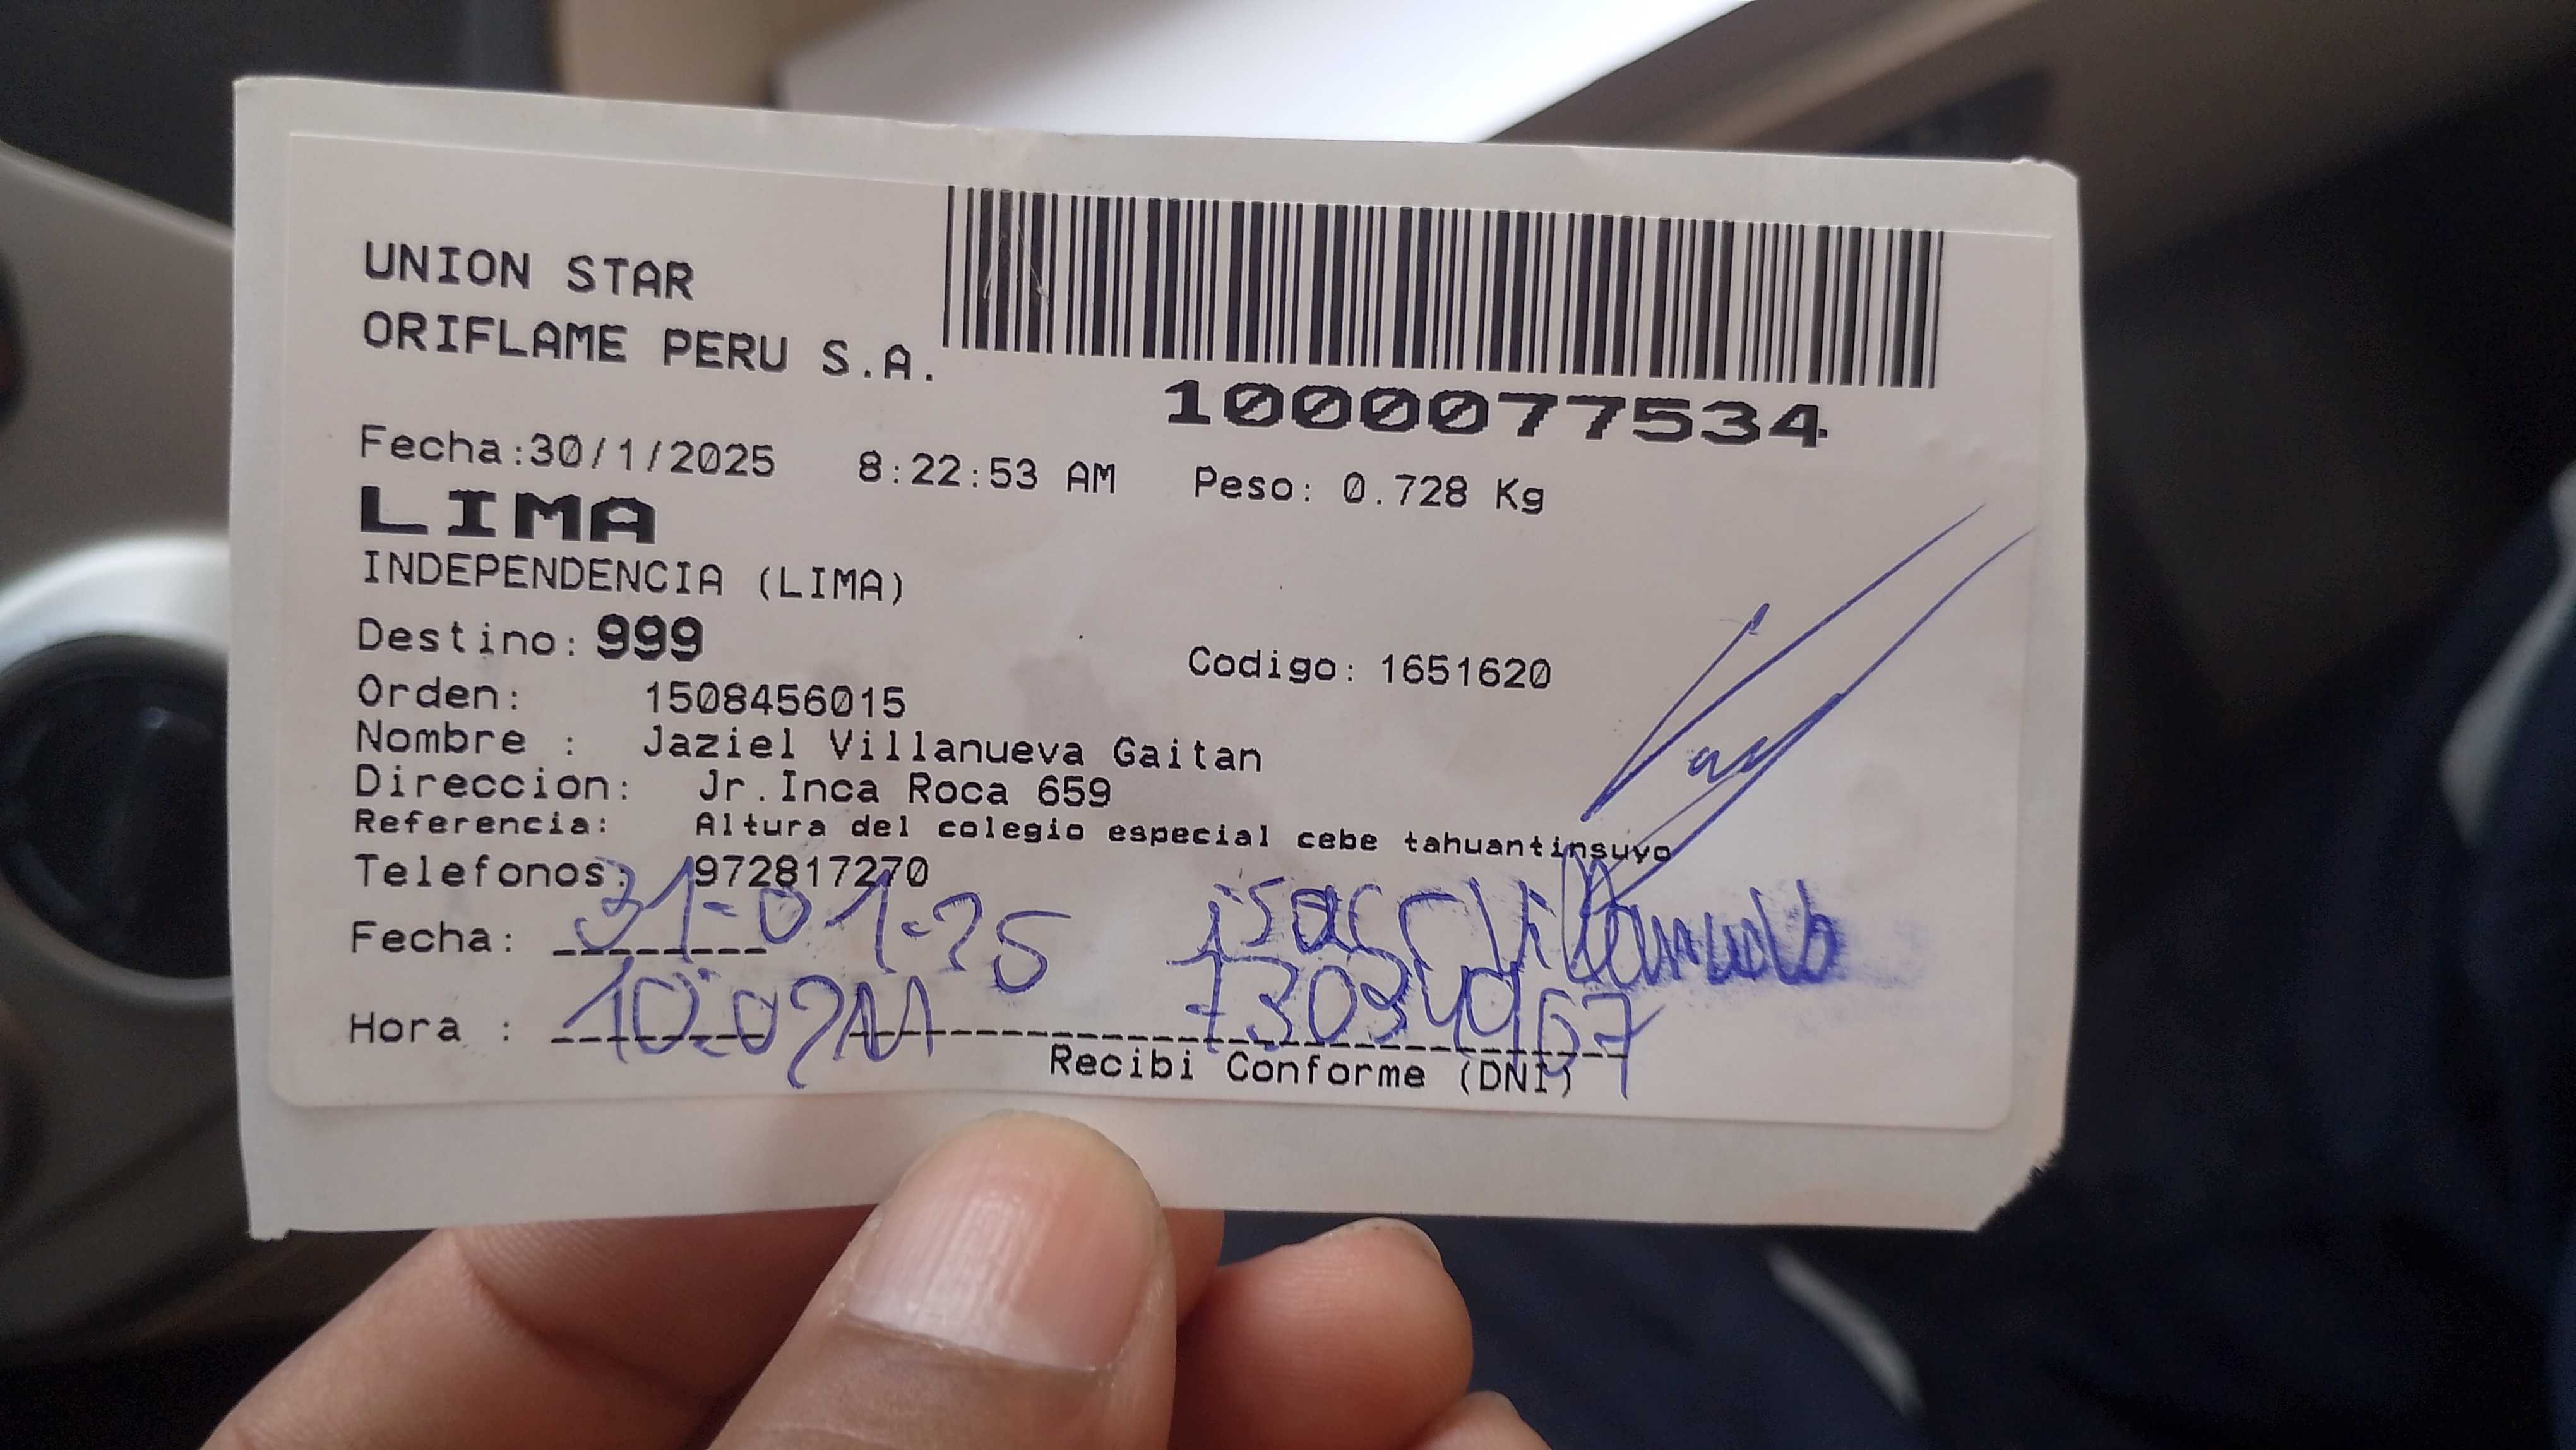 UNION STAR
ORIFLAME PERU S.A.
1000077534
Fecha:30/1/2025 8:22:53 AM Peso: 0.728 Kg
LIMA
INDEPENDENCIA (LIMA)
Destino: 999
Codigo: 1651620
Orden: 1508456015
Nombre : Jaziel Villanueva Gaitan
Direccion: Jr.Inca Roca 659
Referencia: Altura del colegio especial cebe tahuantinsuyo
Telefonos: 972817270
Fecha: 31-01-25 isacc Villanueva
Hora :
Recibi Conforme (DNI)